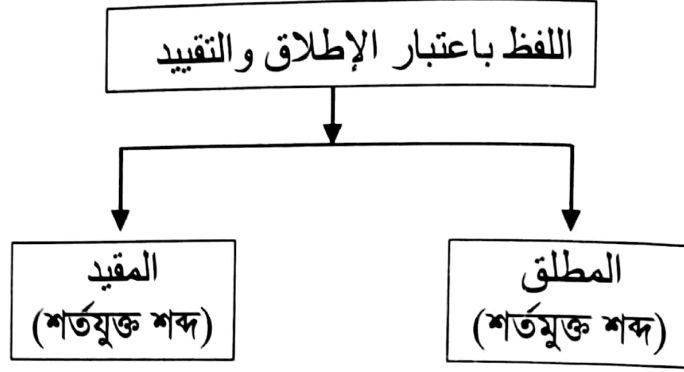 اللفظ باعتبار الإطلاق والتقييد
المطلق
(শর্তমুক্ত শব্দ)
المقيد
(শর্তযুক্ত শব্দ)